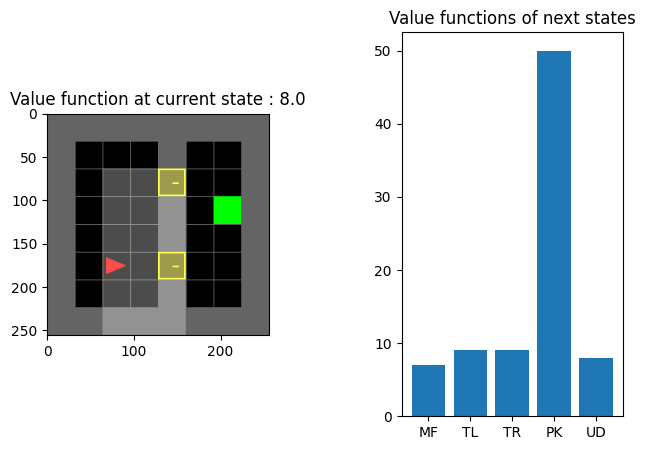 Value function at current state : 8.0
0
50
100
150
200
250
0
100
200
Value functions of next states
50
40
30
20
10
0
MF
TL
TR
PK
UD